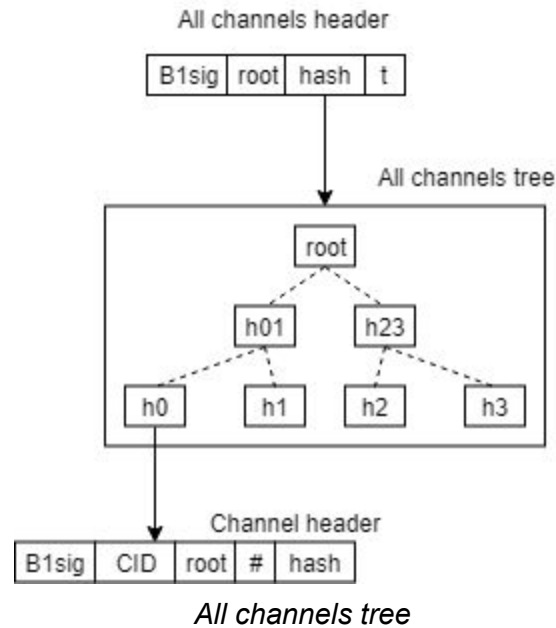 All channels header
B1sig root hash t
All channels tree
root
h01 h23
h0 h1 h2 h3
Channel header
B1sig CID root # hash
All channels tree